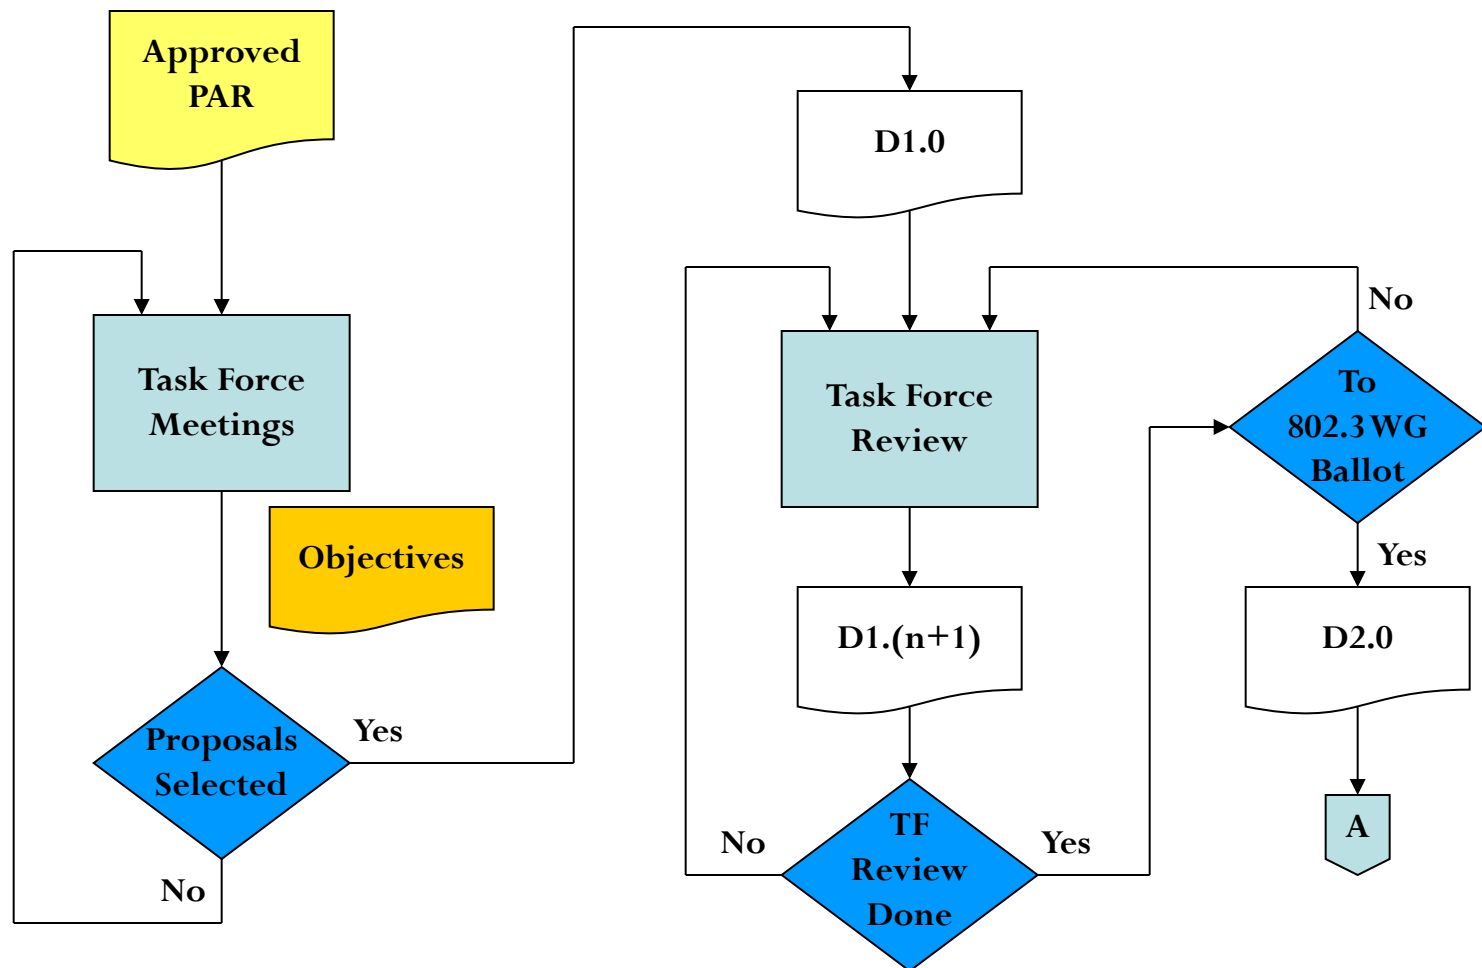 Approved
PAR
Task Force
Meetings
Objectives
Proposals
Selected
Yes
No
D1.0
Task Force
Review
D1.(n+1)
TF
Review
Done
No
Yes
To
802.3 WG
Ballot
No
Yes
D2.0
A